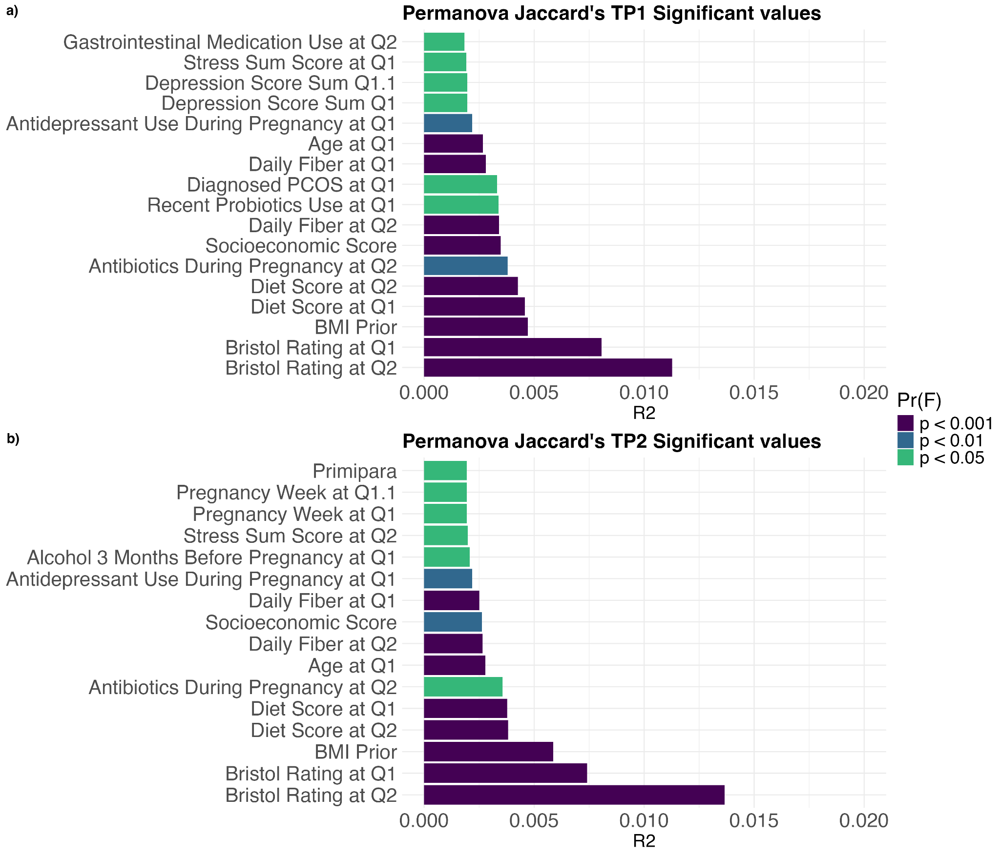 a)
Permanova Jaccard's TP1 Significant values
Gastrointestinal Medication Use at Q2
Stress Sum Score at Q1
Depression Score Sum Q1.1
Depression Score Sum Q1
Antidepressant Use During Pregnancy at Q1
Age at Q1
Daily Fiber at Q1
Diagnosed PCOS at Q1
Recent Probiotics Use at Q1
Daily Fiber at Q2
Socioeconomic Score
Antibiotics During Pregnancy at Q2
Diet Score at Q2
Diet Score at Q1
BMI Prior
Bristol Rating at Q1
Bristol Rating at Q2
0.000 0.005 0.010 0.015 0.020
R2
Pr(F)
p < 0.001
p < 0.01
p < 0.05
b)
Permanova Jaccard's TP2 Significant values
Primipara
Pregnancy Week at Q1.1
Pregnancy Week at Q1
Stress Sum Score at Q2
Alcohol 3 Months Before Pregnancy at Q1
Antidepressant Use During Pregnancy at Q1
Daily Fiber at Q1
Socioeconomic Score
Daily Fiber at Q2
Age at Q1
Antibiotics During Pregnancy at Q2
Diet Score at Q1
Diet Score at Q2
BMI Prior
Bristol Rating at Q1
Bristol Rating at Q2
0.000 0.005 0.010 0.015 0.020
R2